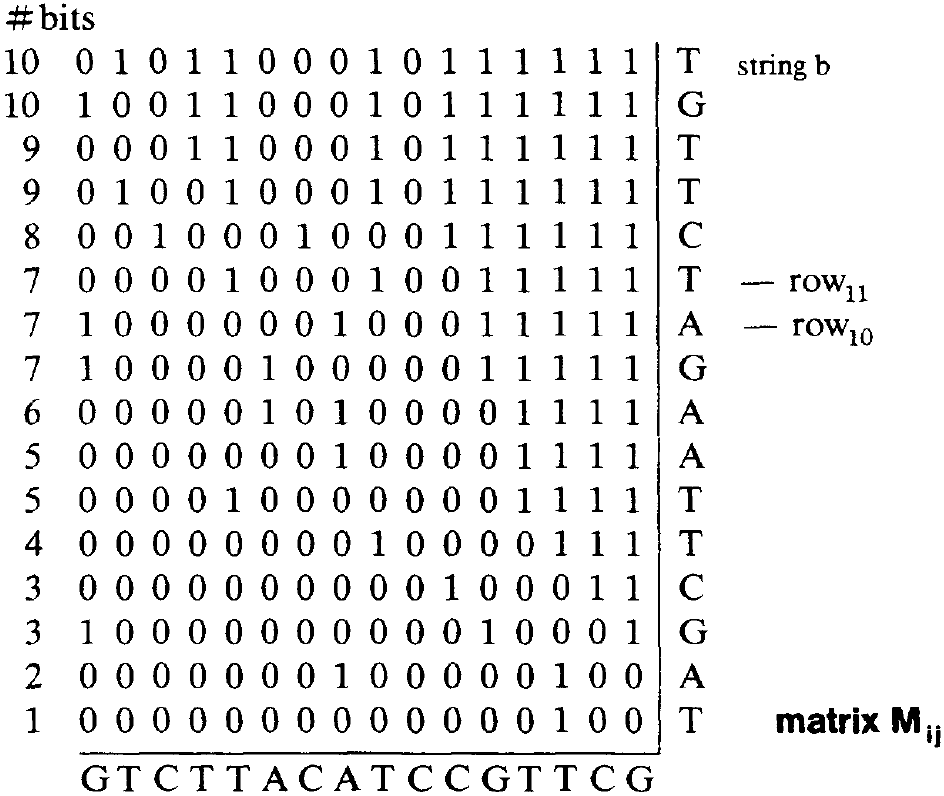 # bits
10 0 1 0 1 1 0 0 0 1 0 1 1 1 1 1 1 T string b
10 1 0 0 1 1 0 0 0 1 0 1 1 1 1 1 1 G
9 0 0 0 1 1 0 0 0 1 0 1 1 1 1 1 1 T
9 0 1 0 0 1 0 0 0 1 0 1 1 1 1 1 1 T
8 0 0 1 0 0 0 1 0 0 0 1 1 1 1 1 1 C
7 0 0 0 0 1 0 0 0 1 0 0 1 1 1 1 1 T — row11
7 1 0 0 0 0 0 0 1 0 0 0 1 1 1 1 1 A — row10
7 1 0 0 0 0 1 0 0 0 0 0 1 1 1 1 1 G
6 0 0 0 0 0 1 0 1 0 0 0 0 1 1 1 1 A
5 0 0 0 0 0 0 0 1 0 0 0 0 1 1 1 1 A
5 0 0 0 0 1 0 0 0 0 0 0 0 1 1 1 1 T
4 0 0 0 0 0 0 0 0 1 0 0 0 0 1 1 1 T
3 0 0 0 0 0 0 0 0 0 0 1 0 0 0 1 1 C
3 1 0 0 0 0 0 0 0 0 0 0 1 0 0 0 1 G
2 0 0 0 0 0 0 0 1 0 0 0 0 0 1 0 0 A
1 0 0 0 0 0 0 0 0 0 0 0 0 0 1 0 0 T matrix Mij
G T C T T A C A T C C G T T C G